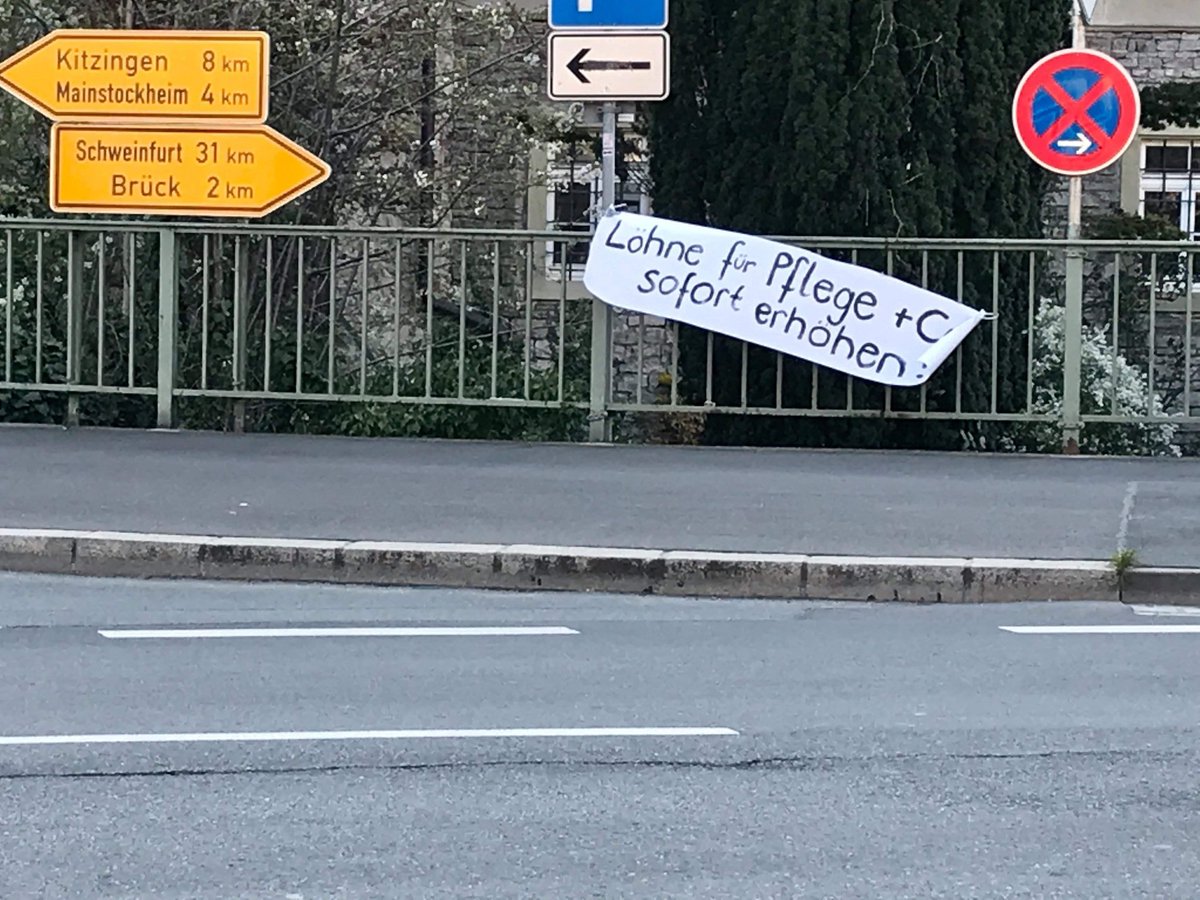 Kitzingen 8 km
Mainstockheim 4 km
Schweinfurt 31 km
Brück 2 km
Löhne für Pflege + C
sofort erhöhen